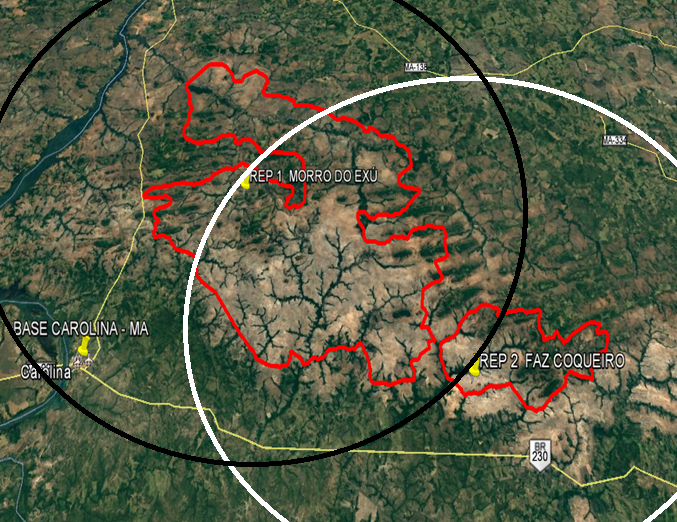 MA-138
MA-334
REP 1 MORRO DO EXÚ
BASE CAROLINA - MA
Carolina
REP 2 FAZ COQUEIRO
BR
230